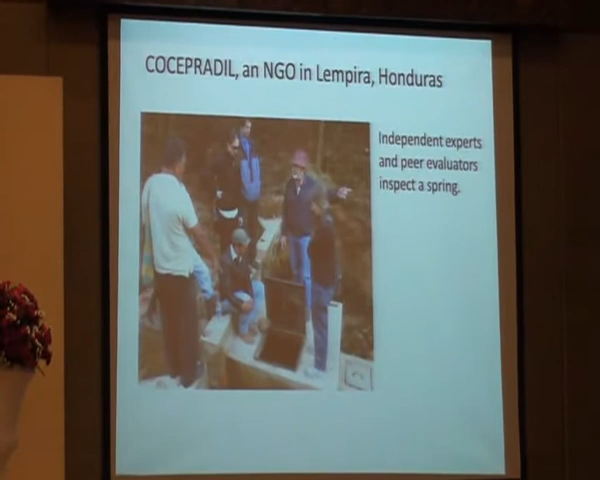 COCEPRADIL, an NGO in Lempira, Honduras
Independent experts
and peer evaluators
inspect a spring.